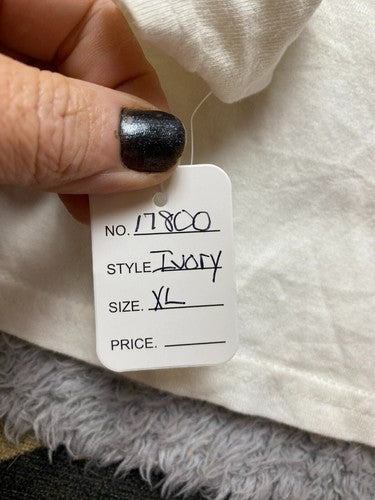 NO. 17800
STYLE Ivory
SIZE. XL
PRICE.